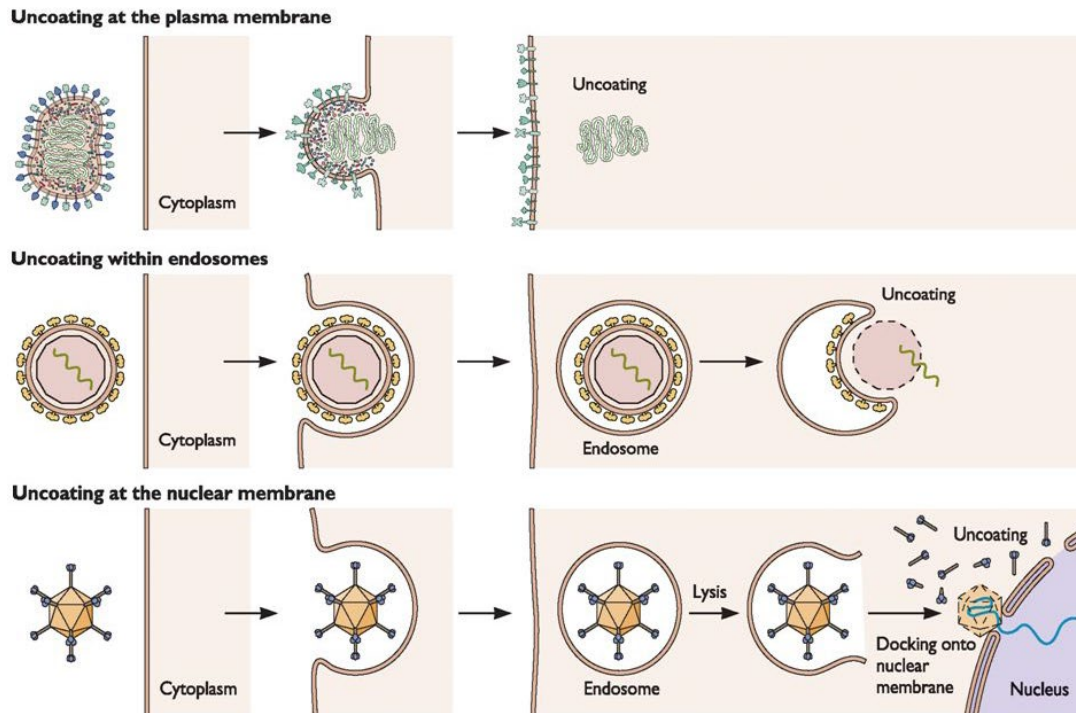 Uncoating at the plasma membrane
Uncoating
Cytoplasm
Uncoating within endosomes
Uncoating
Cytoplasm
Endosome
Uncoating at the nuclear membrane
Uncoating
Lysis
Docking onto
nuclear
membrane
Cytoplasm
Endosome
Nucleus